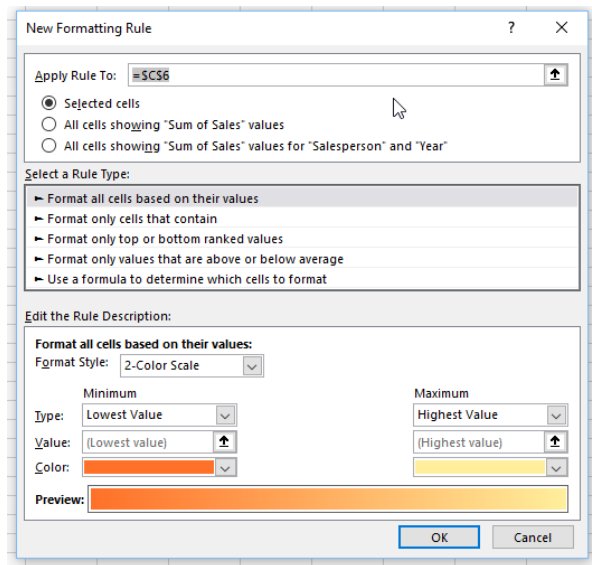 New Formatting Rule ?
Apply Rule To: =$C$6
Selected cells
All cells showing "Sum of Sales" values
All cells showing "Sum of Sales" values for "Salesperson" and "Year"
Select a Rule Type:
► Format all cells based on their values
► Format only cells that contain
► Format only top or bottom ranked values
► Format only values that are above or below average
► Use a formula to determine which cells to format
Edit the Rule Description:
Format all cells based on their values:
Format Style: 2-Color Scale
Minimum Maximum
Type: Lowest Value Highest Value
Value: (Lowest value) (Highest value)
Color:
Preview:
OK Cancel